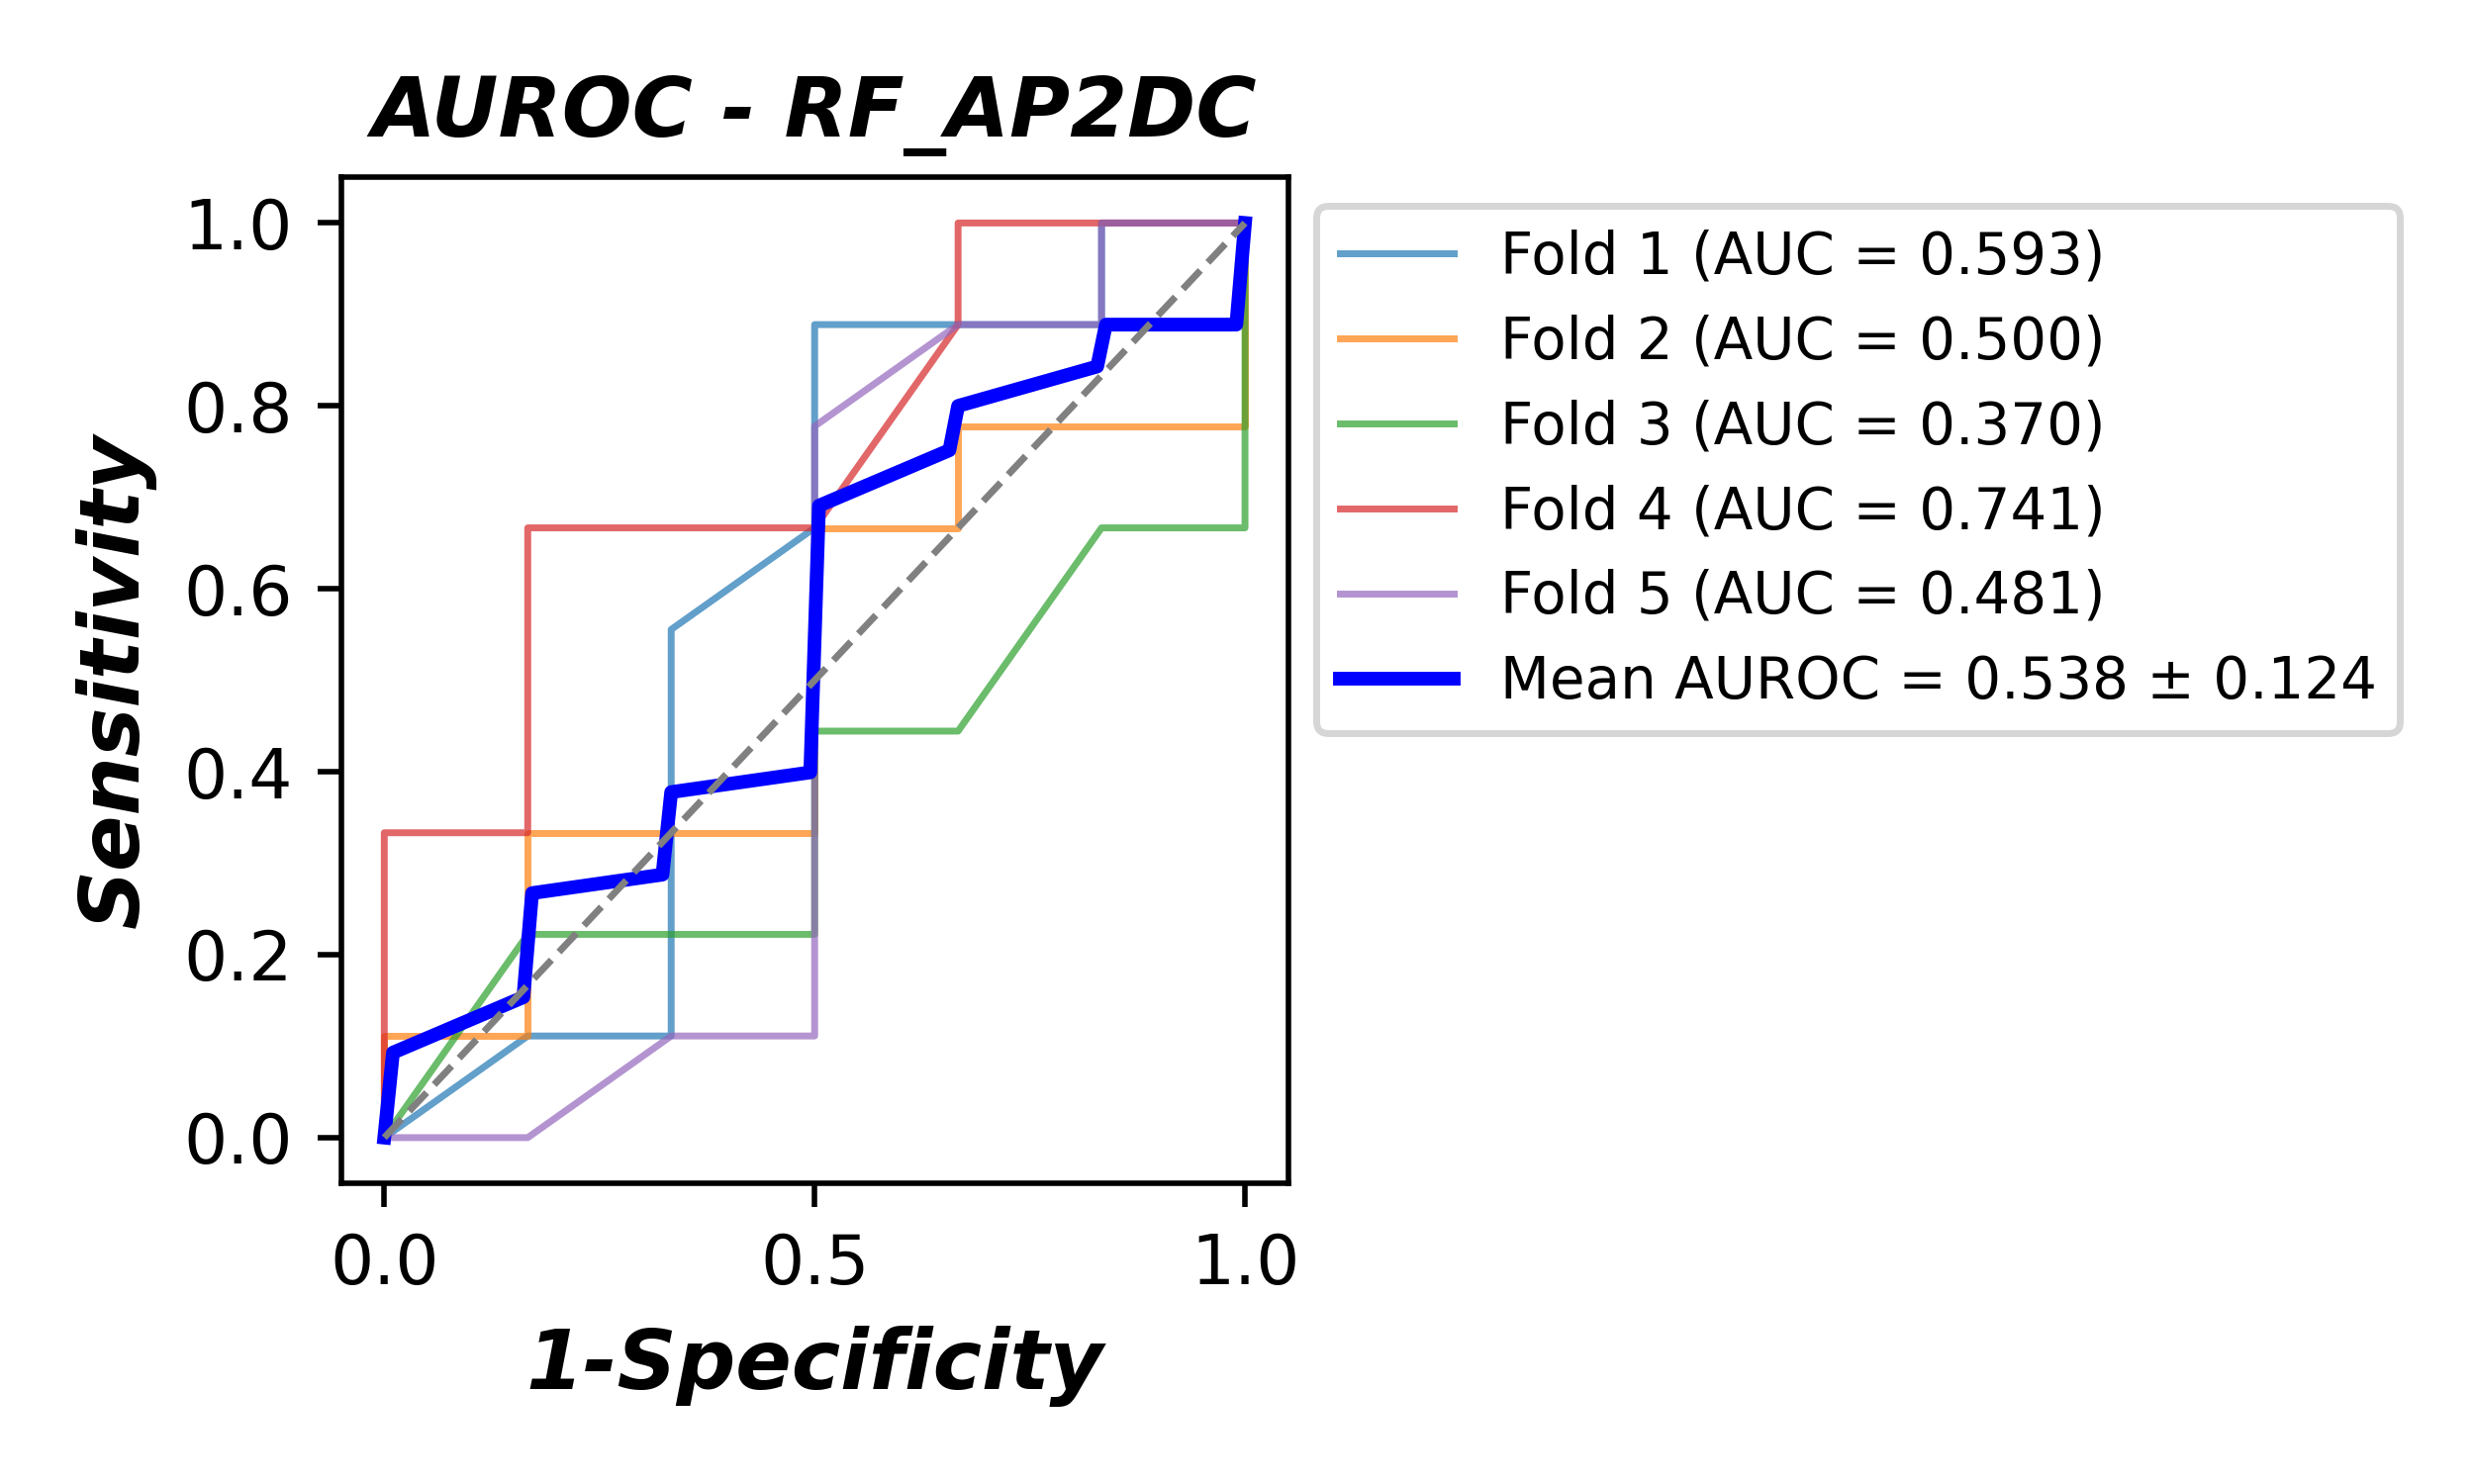 AUROC - RF_AP2DC
Sensitivity
1.0
0.8
0.6
0.4
0.2
0.0
0.0 0.5 1.0
1-Specificity
Fold 1 (AUC = 0.593)
Fold 2 (AUC = 0.500)
Fold 3 (AUC = 0.370)
Fold 4 (AUC = 0.741)
Fold 5 (AUC = 0.481)
Mean AUROC = 0.538 ± 0.124